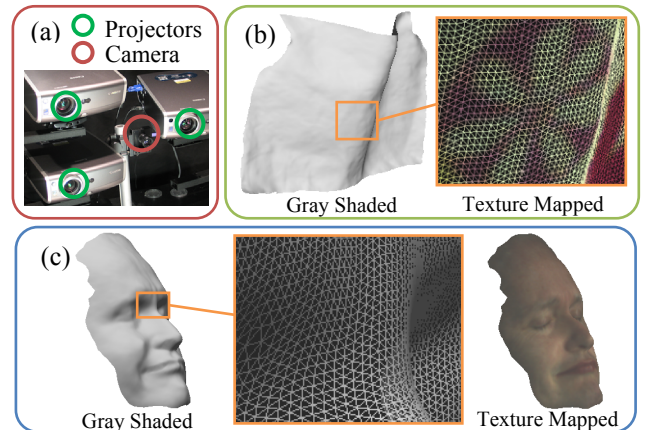 (a)
Projectors
Camera
(b)
Gray Shaded
Texture Mapped
(c)
Gray Shaded
Texture Mapped